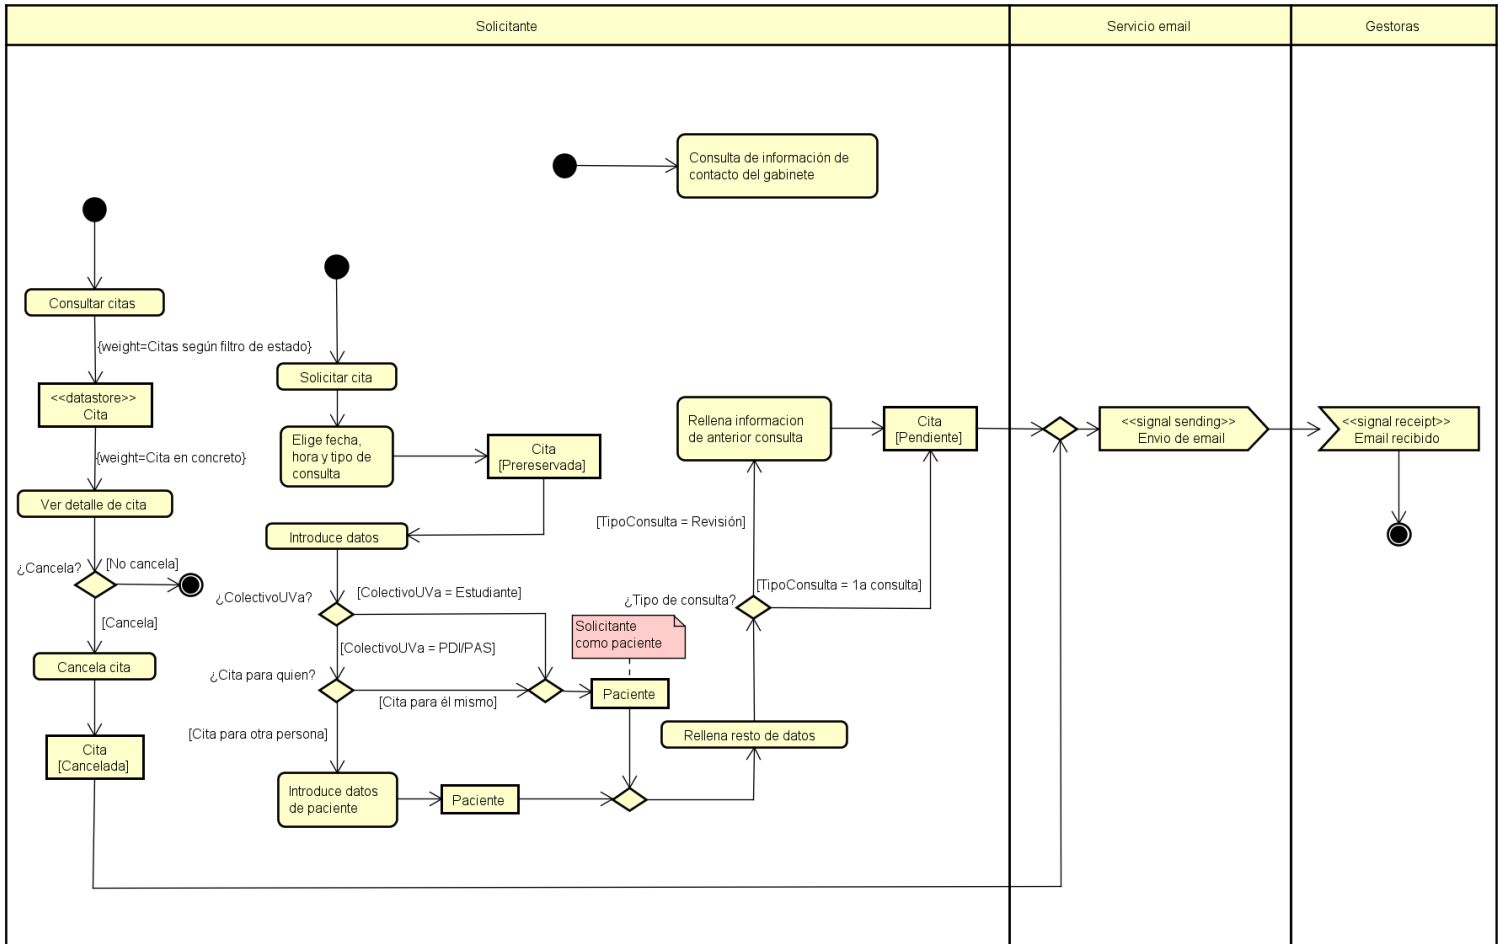 Solicitante
Servicio email
Gestoras
Consulta de información de
contacto del gabinete
Consultar citas
{weight=Citas según filtro de estado}
<<datastore>>
Cita
{weight=Cita en concreto}
Ver detalle de cita
¿Cancela?
[No cancela]
[Cancela]
Cancela cita
Cita
[Cancelada]
Solicitar cita
Elige fecha,
hora y tipo de
consulta
Cita
[Prereservada]
Introduce datos
¿ColectivoUVa?
[ColectivoUVa = Estudiante]
[ColectivoUVa = PDI/PAS]
¿Cita para quien?
[Cita para él mismo]
[Cita para otra persona]
Introduce datos
de paciente
Paciente
Solicitante
como paciente
Paciente
Rellena resto de datos
¿Tipo de consulta?
[TipoConsulta = 1a consulta]
[TipoConsulta = Revisión]
Rellena informacion
de anterior consulta
Cita
[Pendiente]
<<signal sending>>
Envio de email
<<signal receipt>>
Email recibido